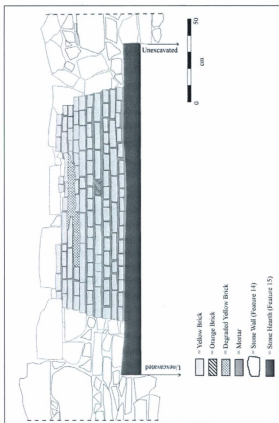 Unexcavated
Unexcavated
0
50
cm
= Yellow Brick
= Orange Brick
= Degraded Yellow Brick
= Mortar
= Stone Wall (Feature 14)
= Stone Hearth (Feature 15)